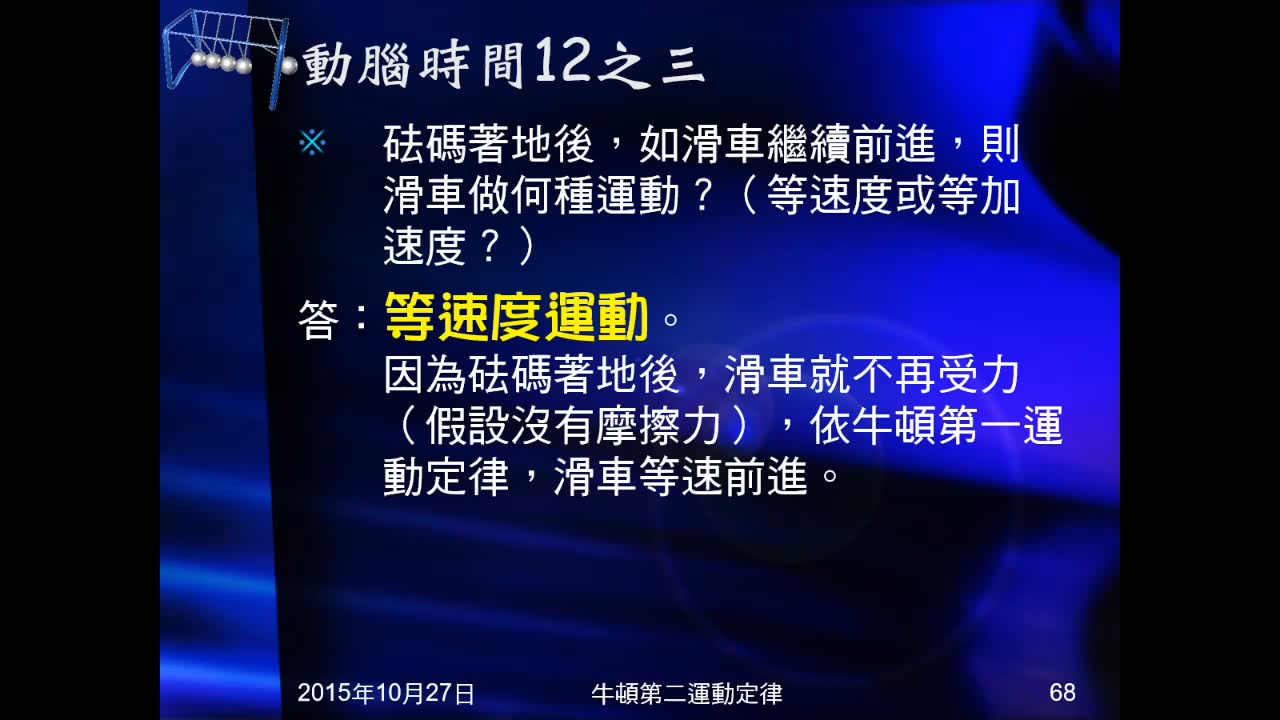 動腦時間12之三
※ 砝碼著地後，如滑車繼續前進，則
滑車做何種運動？（等速度或等加
速度？）
答：等速度運動。
因為砝碼著地後，滑車就不再受力
（假設沒有摩擦力），依牛頓第一運
動定律，滑車等速前進。
2015年10月27日 牛頓第二運動定律 68